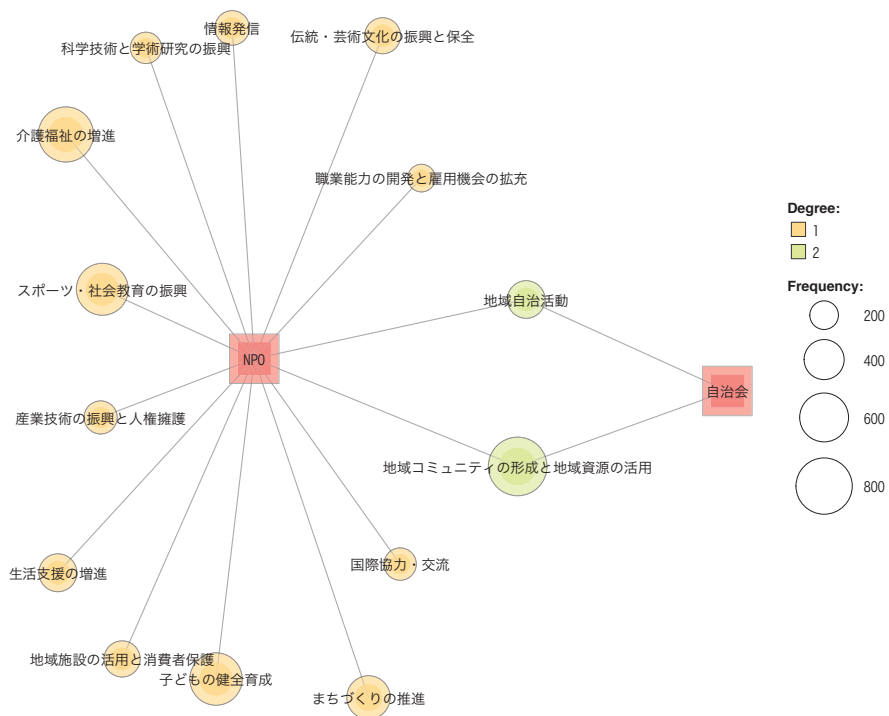 情報発信
伝統・芸術文化の振興と保全
科学技術と学術研究の振興
介護福祉の増進
職業能力の開発と雇用機会の拡充
スポーツ・社会教育の振興
地域自治活動
NPO
自治会
産業技術の振興と人権擁護
地域コミュニティの形成と地域資源の活用
国際協力・交流
生活支援の増進
地域施設の活用と消費者保護
子どもの健全育成
まちづくりの推進
Degree:
1
2
Frequency:
200
400
600
800